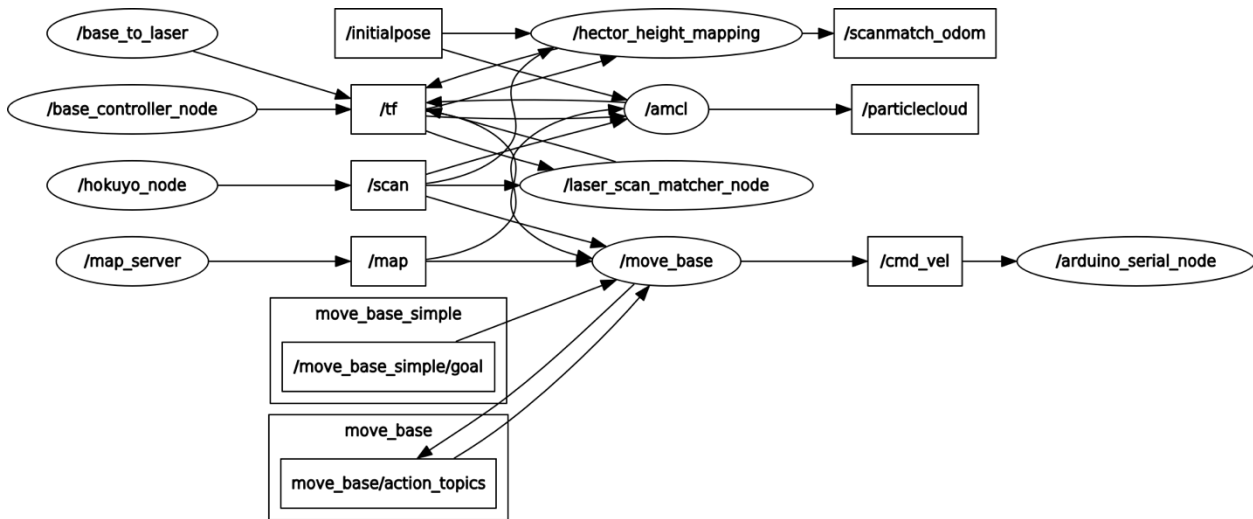 /base_to_laser
/initialpose
/hector_height_mapping
/scanmatch_odom
/base_controller_node
/tf
/amcl
/particlecloud
/hokuyo_node
/scan
/laser_scan_matcher_node
/map_server
/map
/move_base
/cmd_vel
/arduino_serial_node
move_base_simple
/move_base_simple/goal
move_base
move_base/action_topics